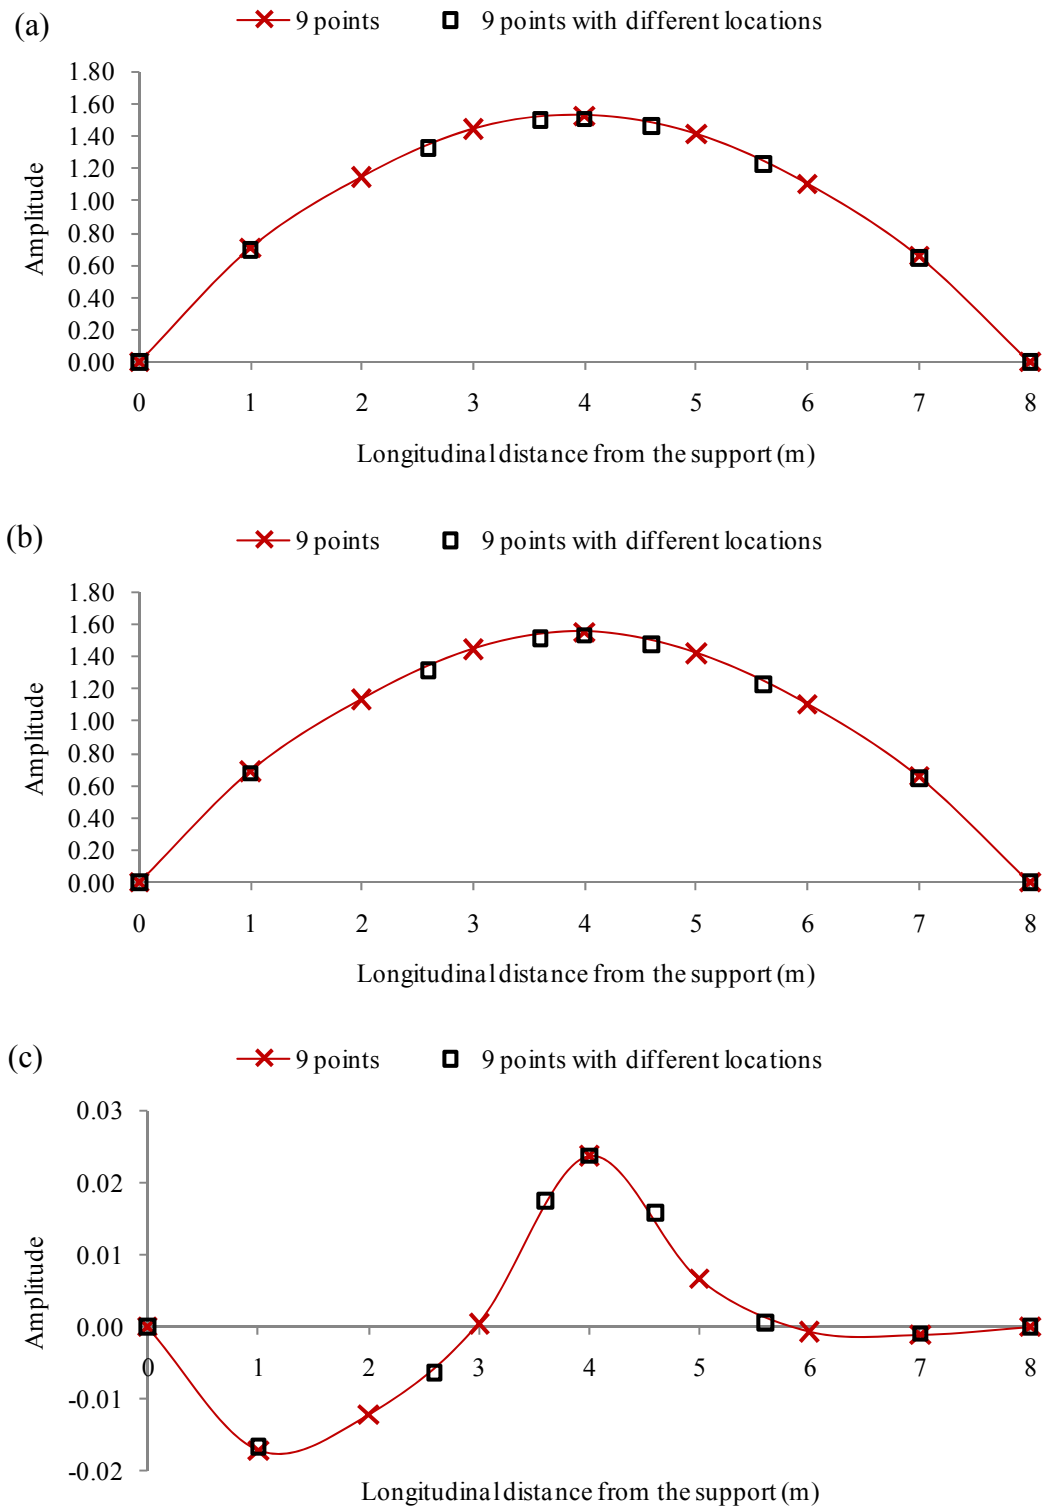 (a)
9 points 9 points with different locations
1.80
1.60
1.40
1.20
1.00
0.80
0.60
0.40
0.20
0.00
Amplitude
0 1 2 3 4 5 6 7 8
Longitudinal distance from the support (m)
(b)
9 points 9 points with different locations
1.80
1.60
1.40
1.20
1.00
0.80
0.60
0.40
0.20
0.00
Amplitude
0 1 2 3 4 5 6 7 8
Longitudinal distance from the support (m)
(c)
9 points 9 points with different locations
0.03
0.02
0.01
0.00
-0.01
-0.02
Amplitude
0 1 2 3 4 5 6 7 8
Longitudinal distance from the support (m)